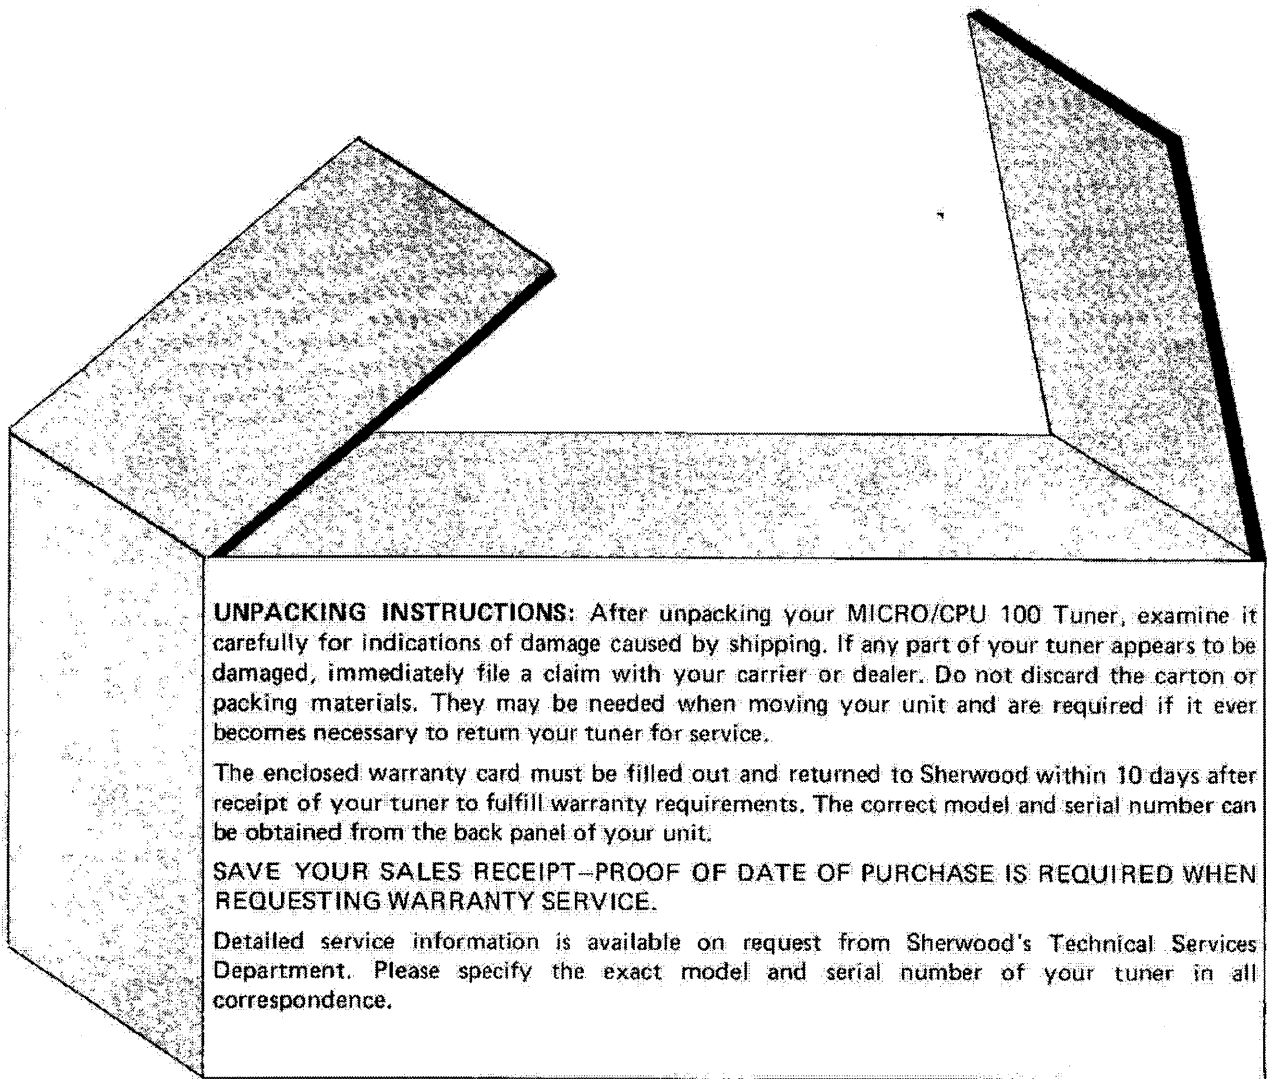 UNPACKING INSTRUCTIONS: After unpacking your MICRO/CPU 100 Tuner, examine it
carefully for indications of damage caused by shipping. If any part of your tuner appears to be
damaged, immediately file a claim with your carrier or dealer. Do not discard the carton or
packing materials. They may be needed when moving your unit and are required if it ever
becomes necessary to return your tuner for service.
The enclosed warranty card must be filled out and returned to Sherwood within 10 days after
receipt of your tuner to fulfill warranty requirements. The correct model and serial number can
be obtained from the back panel of your unit.
SAVE YOUR SALES RECEIPT–PROOF OF DATE OF PURCHASE IS REQUIRED WHEN
REQUESTING WARRANTY SERVICE.
Detailed service information is available on request from Sherwood's Technical Services
Department. Please specify the exact model and serial number of your tuner in all
correspondence.